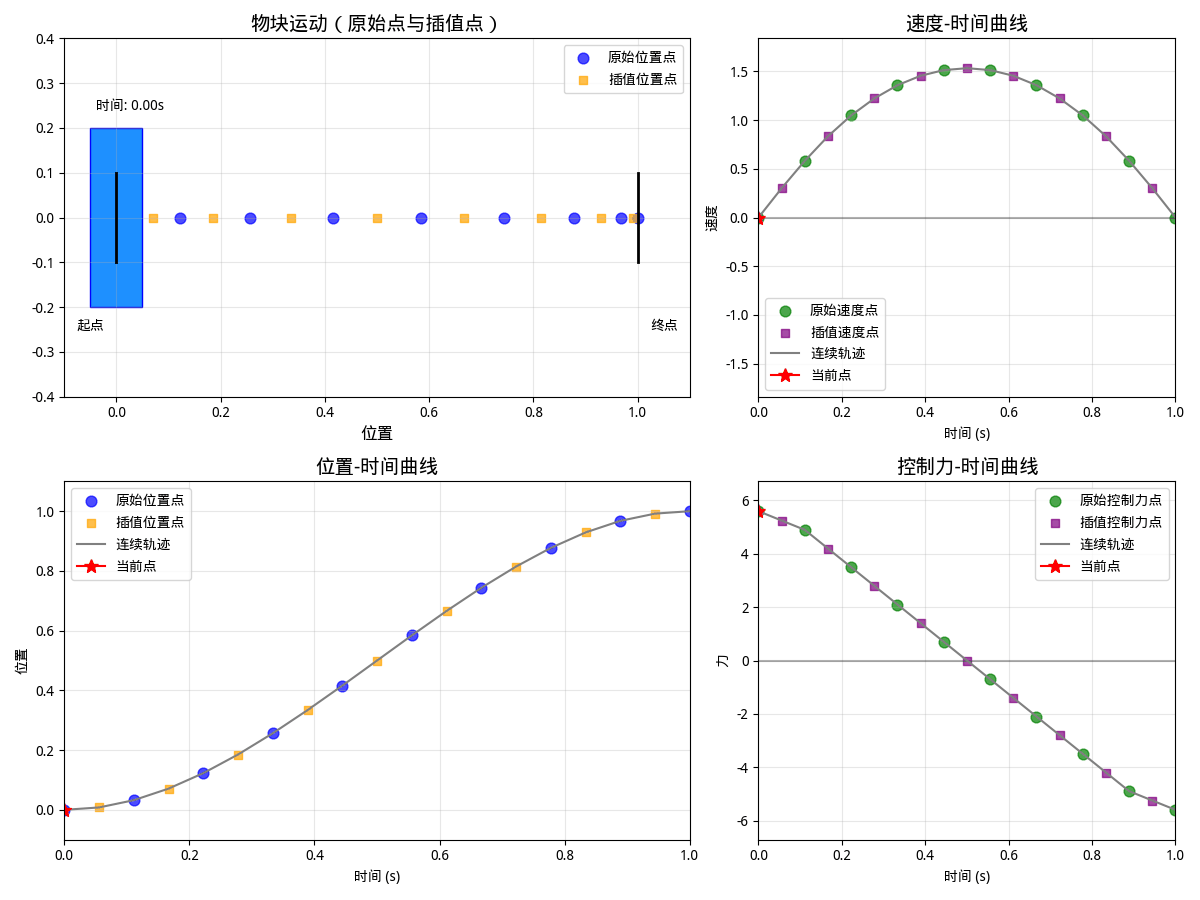 物块运动（原始点与插值点）
0.4
0.3
0.2
0.1
0.0
-0.1
-0.2
-0.3
-0.4
原始位置点
插值位置点
时间: 0.00s
起点
终点
0.0 0.2 0.4 0.6 0.8 1.0
位置
速度-时间曲线
速度
1.5
1.0
0.5
0.0
-0.5
-1.0
-1.5
原始速度点
插值速度点
连续轨迹
当前点
0.0 0.2 0.4 0.6 0.8 1.0
时间 (s)
位置-时间曲线
位置
1.0
0.8
0.6
0.4
0.2
0.0
原始位置点
插值位置点
连续轨迹
当前点
0.0 0.2 0.4 0.6 0.8 1.0
时间 (s)
控制力-时间曲线
力
6
4
2
0
-2
-4
-6
原始控制力点
插值控制力点
连续轨迹
当前点
0.0 0.2 0.4 0.6 0.8 1.0
时间 (s)